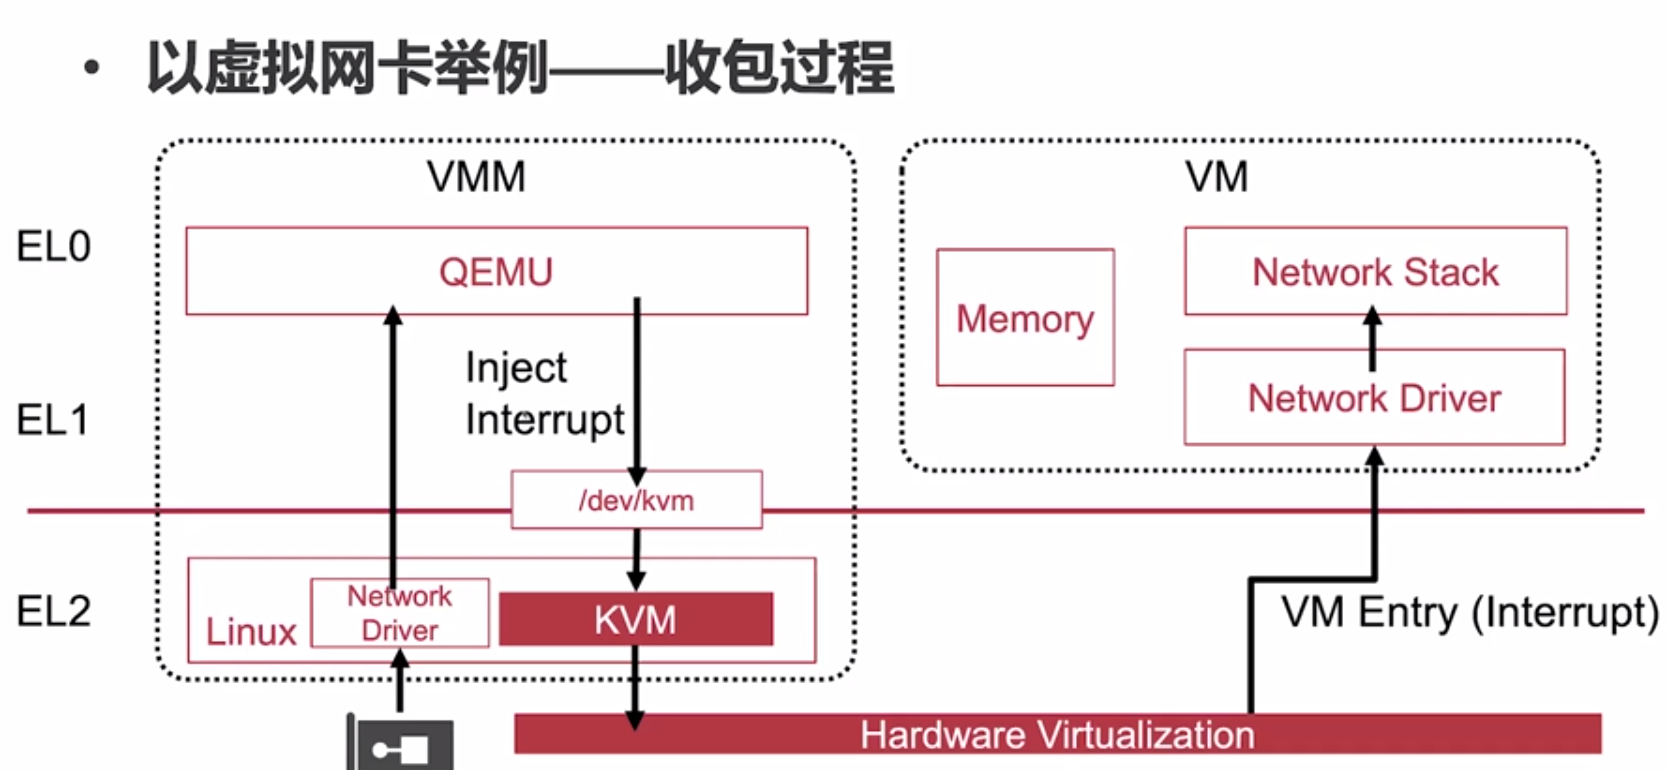 • 以虚拟网卡举例——收包过程
VMM
VM
EL0
QEMU
Network Stack
Memory
Inject
Interrupt
EL1
Network Driver
/dev/kvm
EL2
Linux
Network
Driver
KVM
VM Entry (Interrupt)
Hardware Virtualization